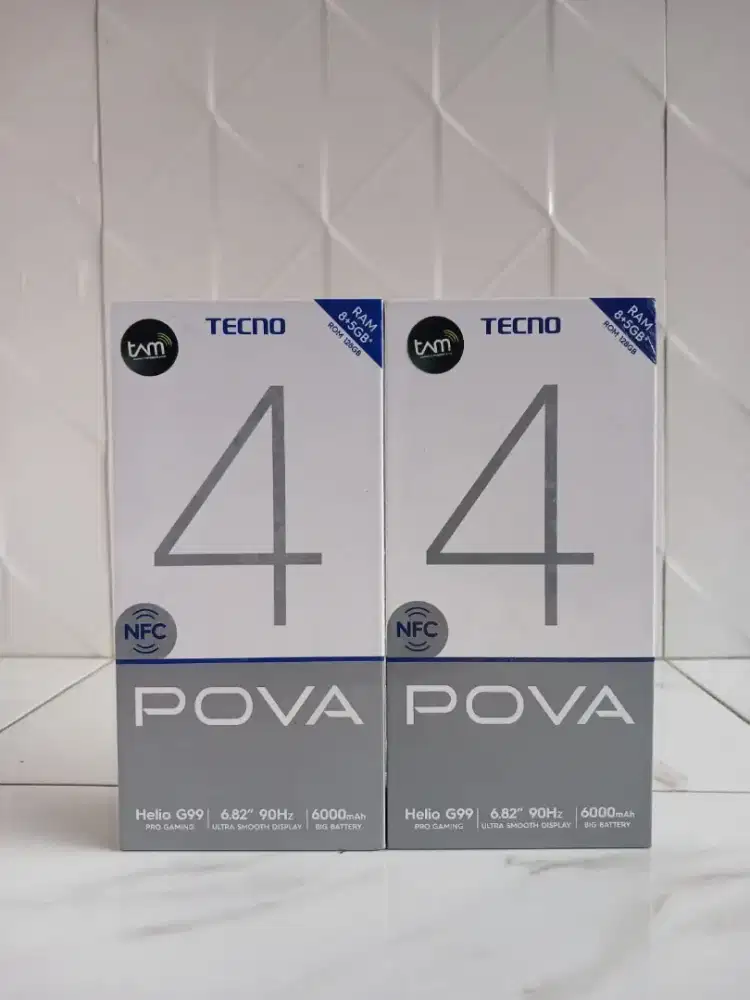 TECNO
RAM
8+5GB*
ROM 128GB
tam
4
NFC
POVA
Helio G99
PRO GAMING
6.82" 90Hz
ULTRA SMOOTH DISPLAY
6000mAh
BIG BATTERY
TECNO
RAM
8+5GB*
ROM 128GB
tam
4
NFC
POVA
Helio G99
PRO GAMING
6.82" 90Hz
ULTRA SMOOTH DISPLAY
6000mAh
BIG BATTERY